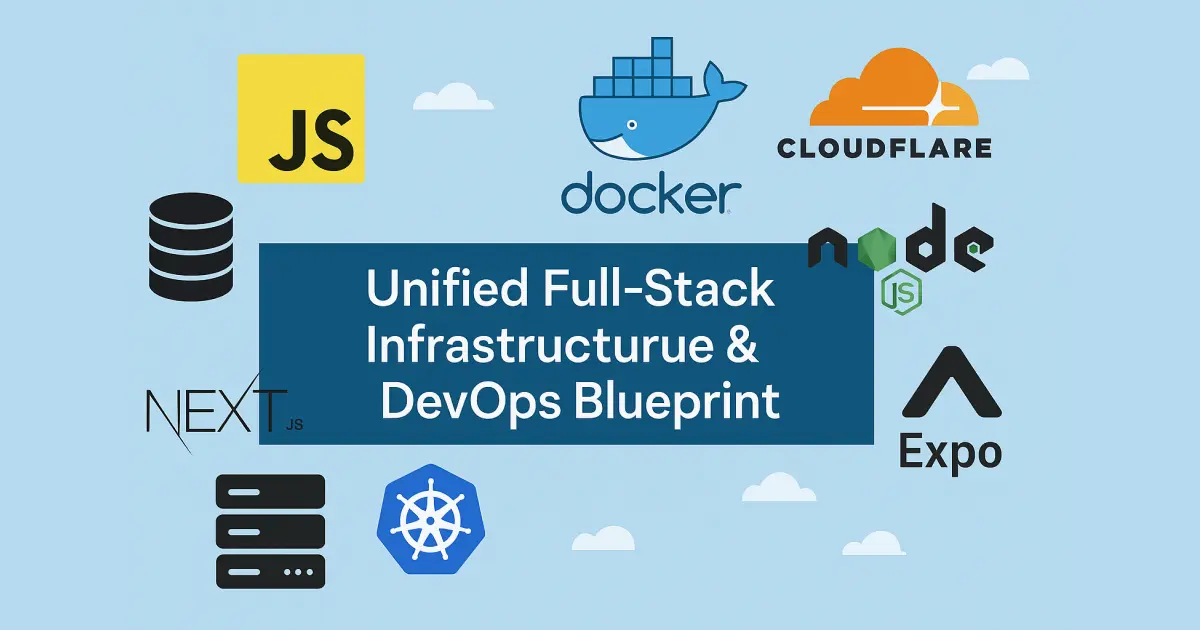 JS
docker
CLOUDFLARE
node
JS
Unified Full-Stack
Infrastructurue &
DevOps Blueprint
NEXT.JS
Expo